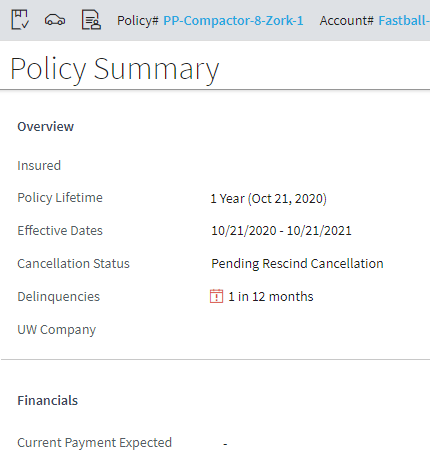 Policy# PP-Compactor-8-Zork-1 Account# Fastball-
Policy Summary
Overview
Insured
Policy Lifetime 1 Year (Oct 21, 2020)
Effective Dates 10/21/2020 - 10/21/2021
Cancellation Status Pending Rescind Cancellation
Delinquencies 1 in 12 months
UW Company
Financials
Current Payment Expected -